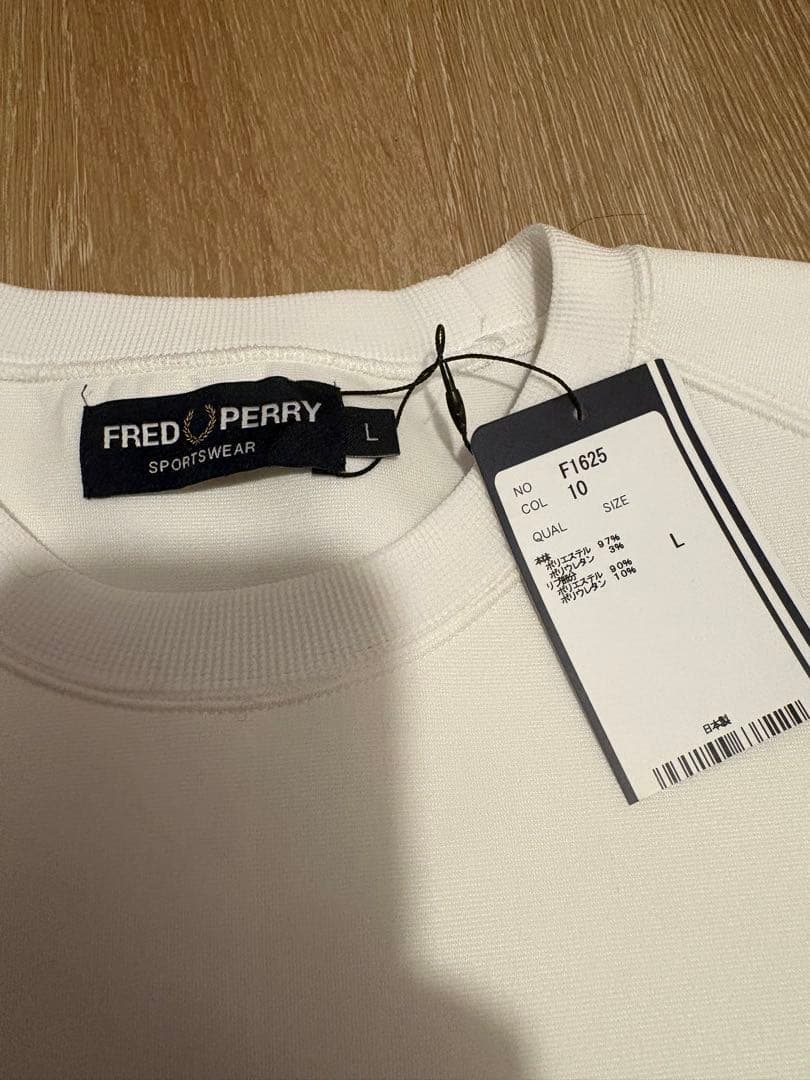 FRED PERRY
SPORTSWEAR
L
NO F1625
COL 10
QUAL SIZE
本体
ポリエステル 97%
ポリウレタン 3%
リブ部分
ポリエステル 90%
ポリウレタン 10%
L
日本製